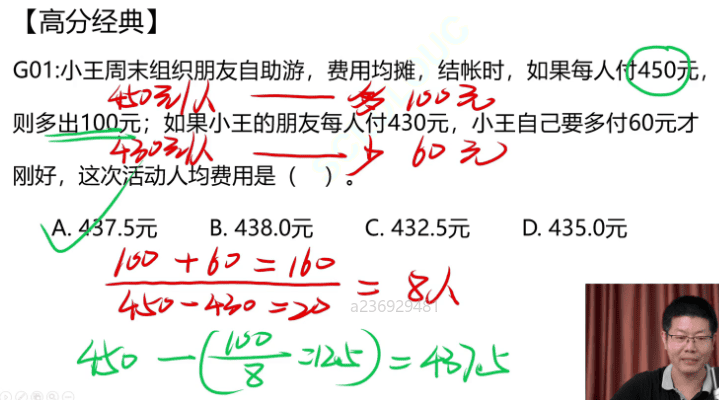 【高分经典】
G01:小王周末组织朋友自助游，费用均摊，结帐时，如果每人付450元，
450元/人 —— 多 100元
则多出100元；如果小王的朋友每人付430元，小王自己要多付60元才
430元/人 —— 少 60元
刚好，这次活动人均费用是（ ）。
A. 437.5元 B. 438.0元 C. 432.5元 D. 435.0元
100 + 60 = 160
450 - 430 = 20
= 8人
a236929481
450 - ( 100/8 = 12.5 ) = 437.5